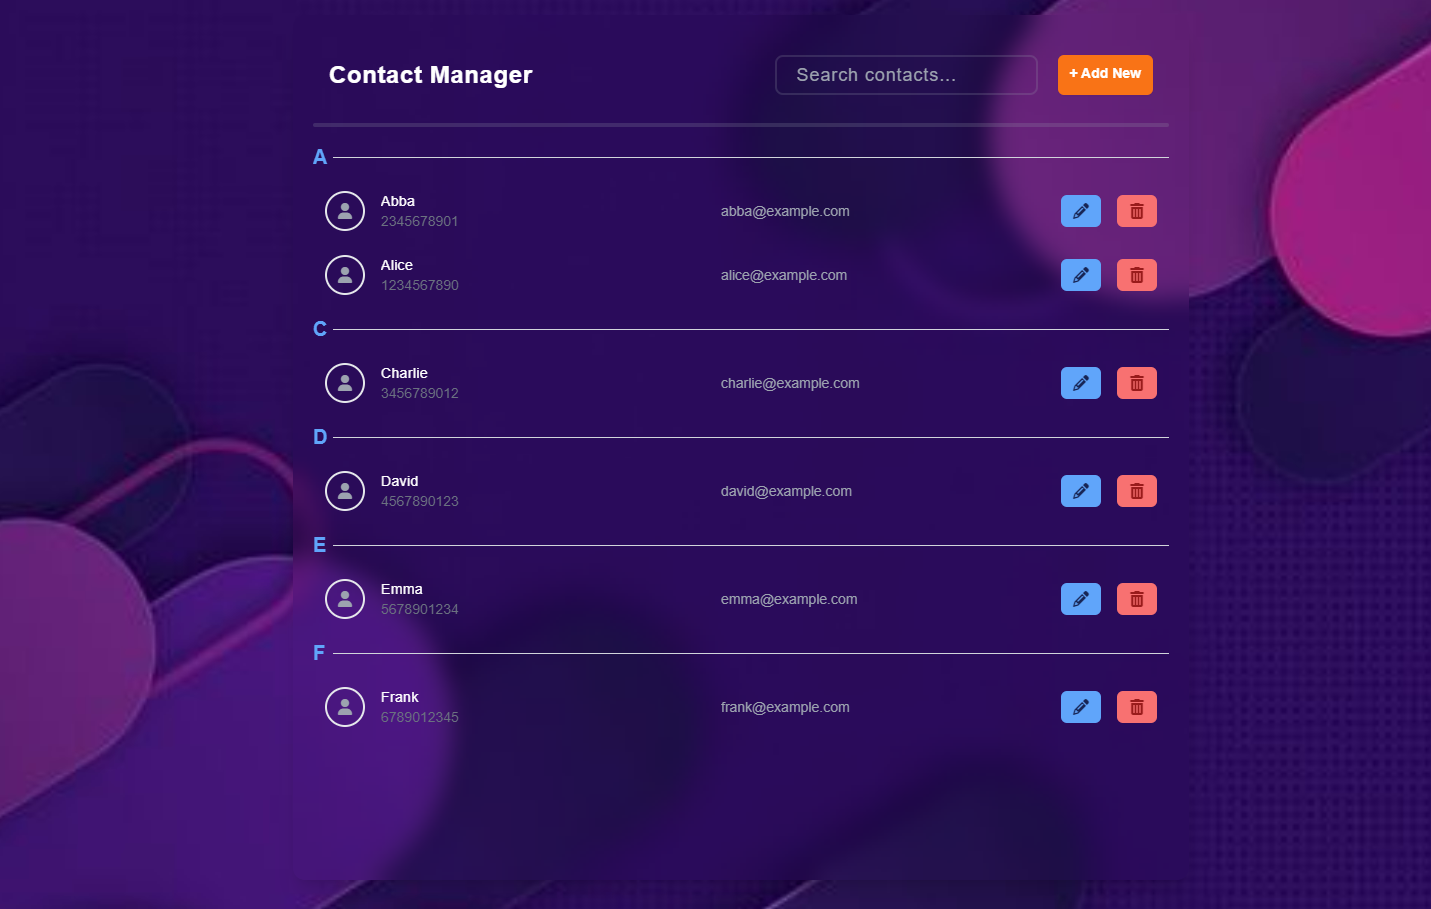 Contact Manager
Search contacts...
+ Add New
A
Abba
2345678901
abba@example.com
Alice
1234567890
alice@example.com
C
Charlie
3456789012
charlie@example.com
D
David
4567890123
david@example.com
E
Emma
5678901234
emma@example.com
F
Frank
6789012345
frank@example.com